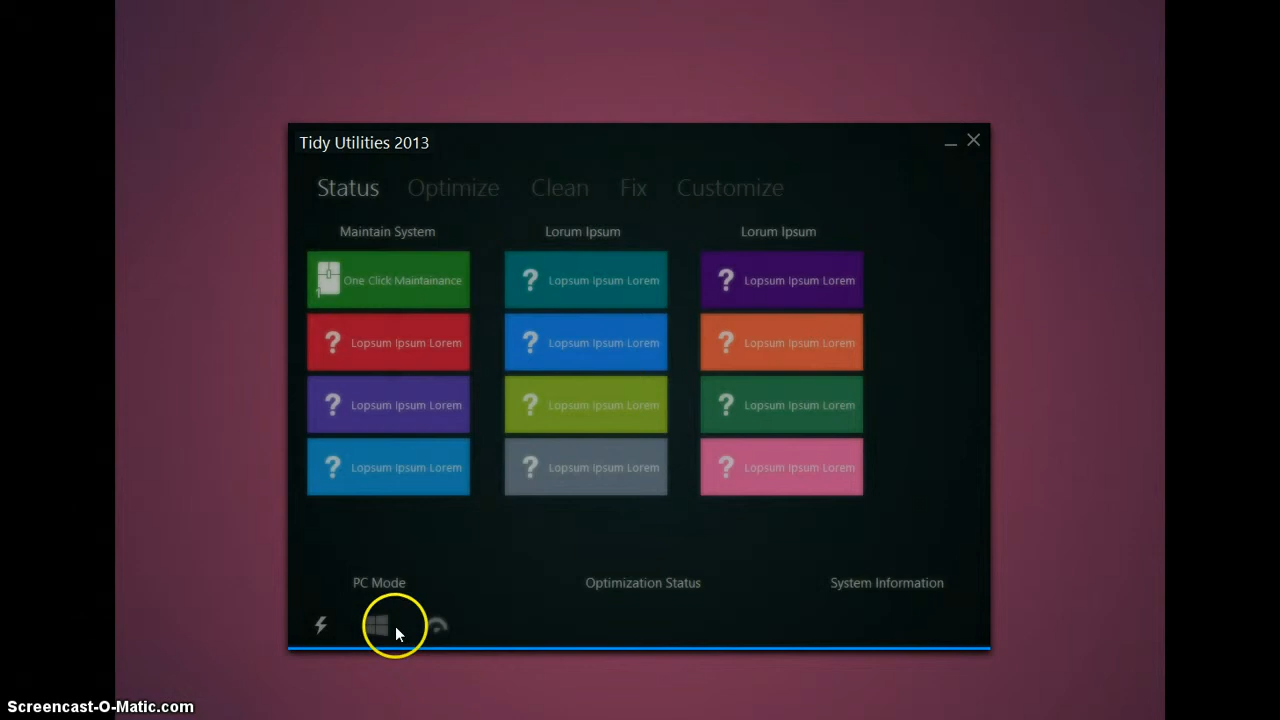 Tidy Utilities 2013
Status Optimize Clean Fix Customize
Maintain System Lorum Ipsum Lorum Ipsum
One Click Maintainance ? Lopsum Ipsum Lorem ? Lopsum Ipsum Lorem
? Lopsum Ipsum Lorem ? Lopsum Ipsum Lorem ? Lopsum Ipsum Lorem
? Lopsum Ipsum Lorem ? Lopsum Ipsum Lorem ? Lopsum Ipsum Lorem
? Lopsum Ipsum Lorem ? Lopsum Ipsum Lorem ? Lopsum Ipsum Lorem
PC Mode Optimization Status System Information
Screencast-O-Matic.com